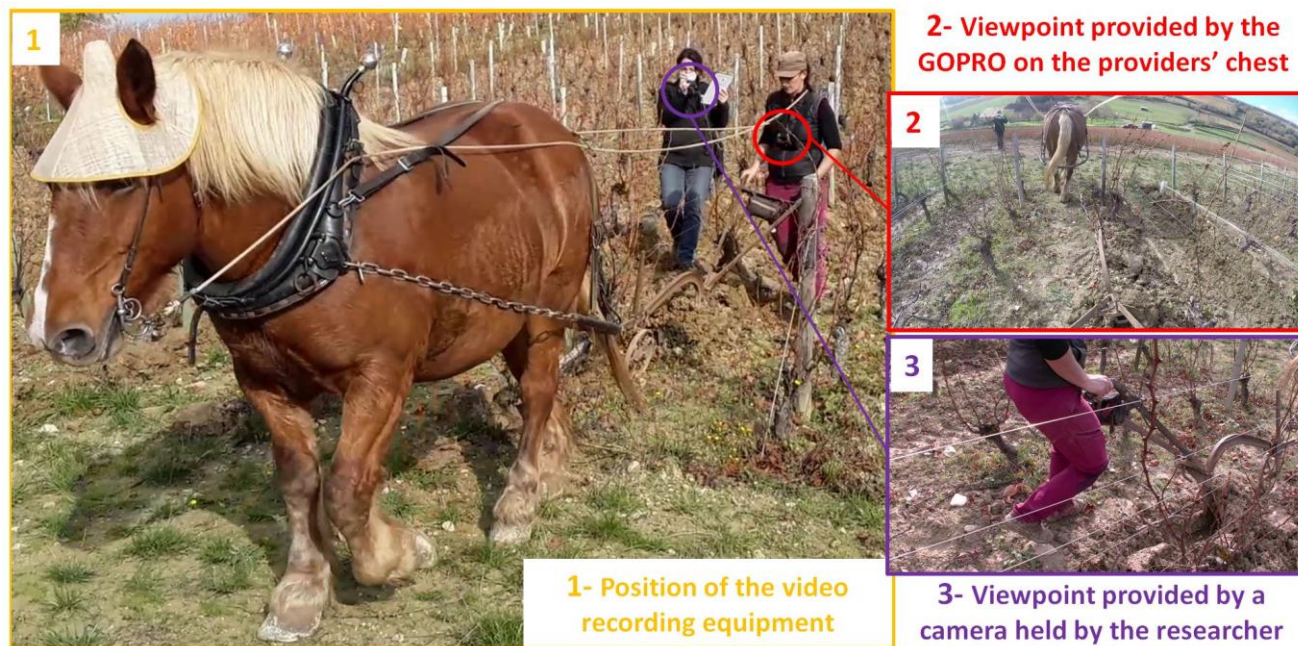 1
2- Viewpoint provided by the
GOPRO on the providers’ chest
2
3
1- Position of the video
recording equipment
3- Viewpoint provided by a
camera held by the researcher